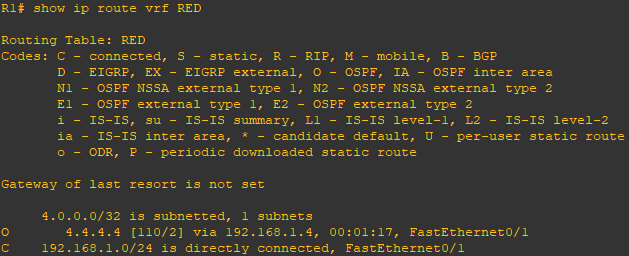 R1# show ip route vrf RED
Routing Table: RED
Codes: C - connected, S - static, R - RIP, M - mobile, B - BGP
D - EIGRP, EX - EIGRP external, O - OSPF, IA - OSPF inter area
N1 - OSPF NSSA external type 1, N2 - OSPF NSSA external type 2
E1 - OSPF external type 1, E2 - OSPF external type 2
i - IS-IS, su - IS-IS summary, L1 - IS-IS level-1, L2 - IS-IS level-2
ia - IS-IS inter area, * - candidate default, U - per-user static route
o - ODR, P - periodic downloaded static route
Gateway of last resort is not set
4.0.0.0/32 is subnetted, 1 subnets
O 4.4.4.4 [110/2] via 192.168.1.4, 00:01:17, FastEthernet0/1
C 192.168.1.0/24 is directly connected, FastEthernet0/1